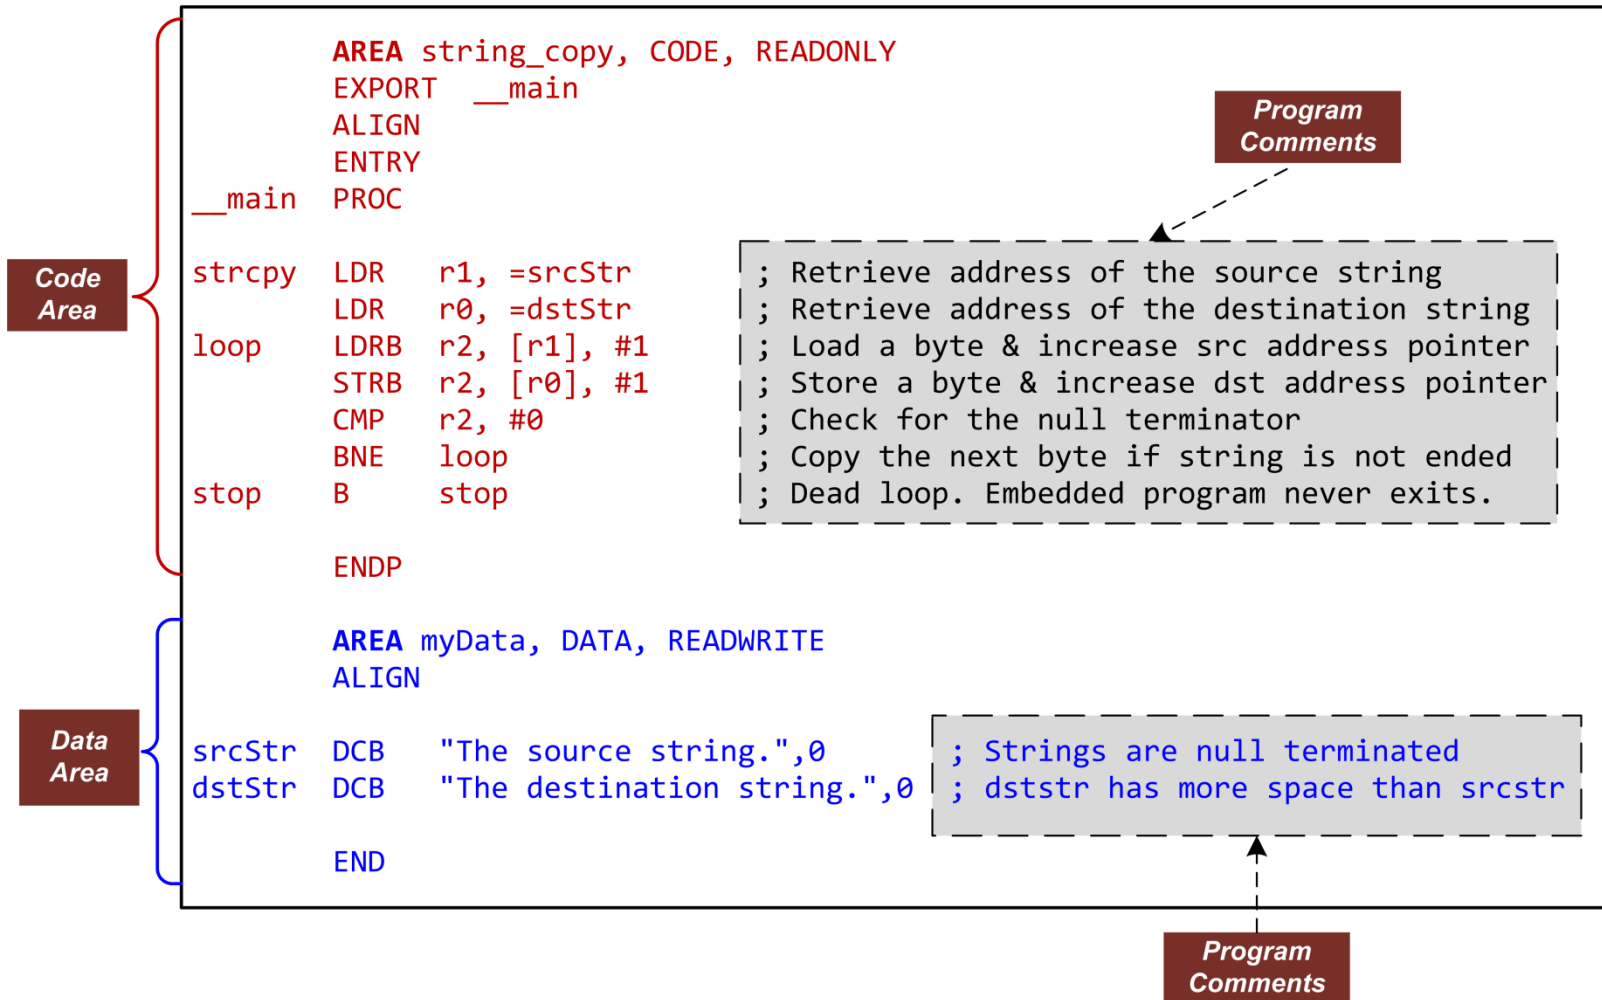 AREA string_copy, CODE, READONLY
EXPORT __main
ALIGN
ENTRY
__main PROC
Program
Comments
Code
Area
strcpy LDR r1, =srcStr ; Retrieve address of the source string
LDR r0, =dstStr ; Retrieve address of the destination string
loop LDRB r2, [r1], #1 ; Load a byte & increase src address pointer
STRB r2, [r0], #1 ; Store a byte & increase dst address pointer
CMP r2, #0 ; Check for the null terminator
BNE loop ; Copy the next byte if string is not ended
stop B stop ; Dead loop. Embedded program never exits.
ENDP
AREA myData, DATA, READWRITE
ALIGN
Data
Area
srcStr DCB "The source string.",0 ; Strings are null terminated
dstStr DCB "The destination string.",0 ; dststr has more space than srcstr
END
Program
Comments